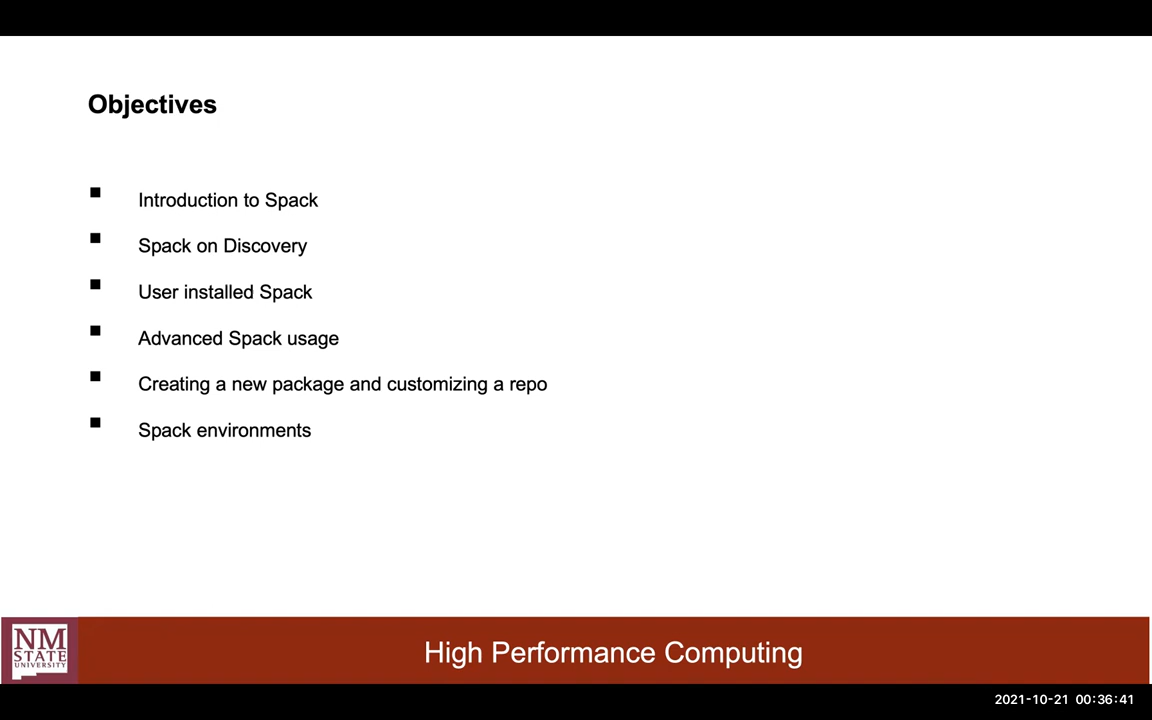 Objectives
Introduction to Spack
Spack on Discovery
User installed Spack
Advanced Spack usage
Creating a new package and customizing a repo
Spack environments
NM
STATE
UNIVERSITY
High Performance Computing
2021-10-21 00:36:41